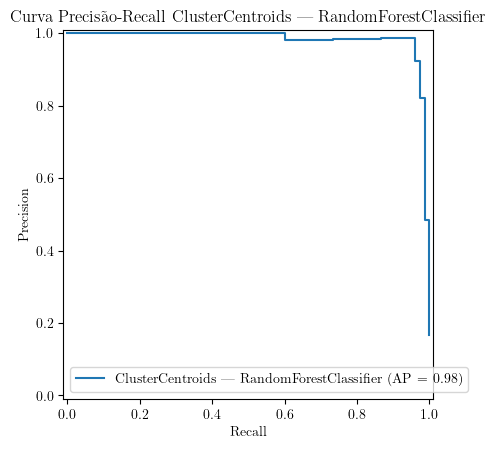 Curva Precisão-Recall ClusterCentroids — RandomForestClassifier
1.0
0.8
0.6
0.4
0.2
0.0
Precision
ClusterCentroids — RandomForestClassifier (AP = 0.98)
0.0 0.2 0.4 0.6 0.8 1.0
Recall